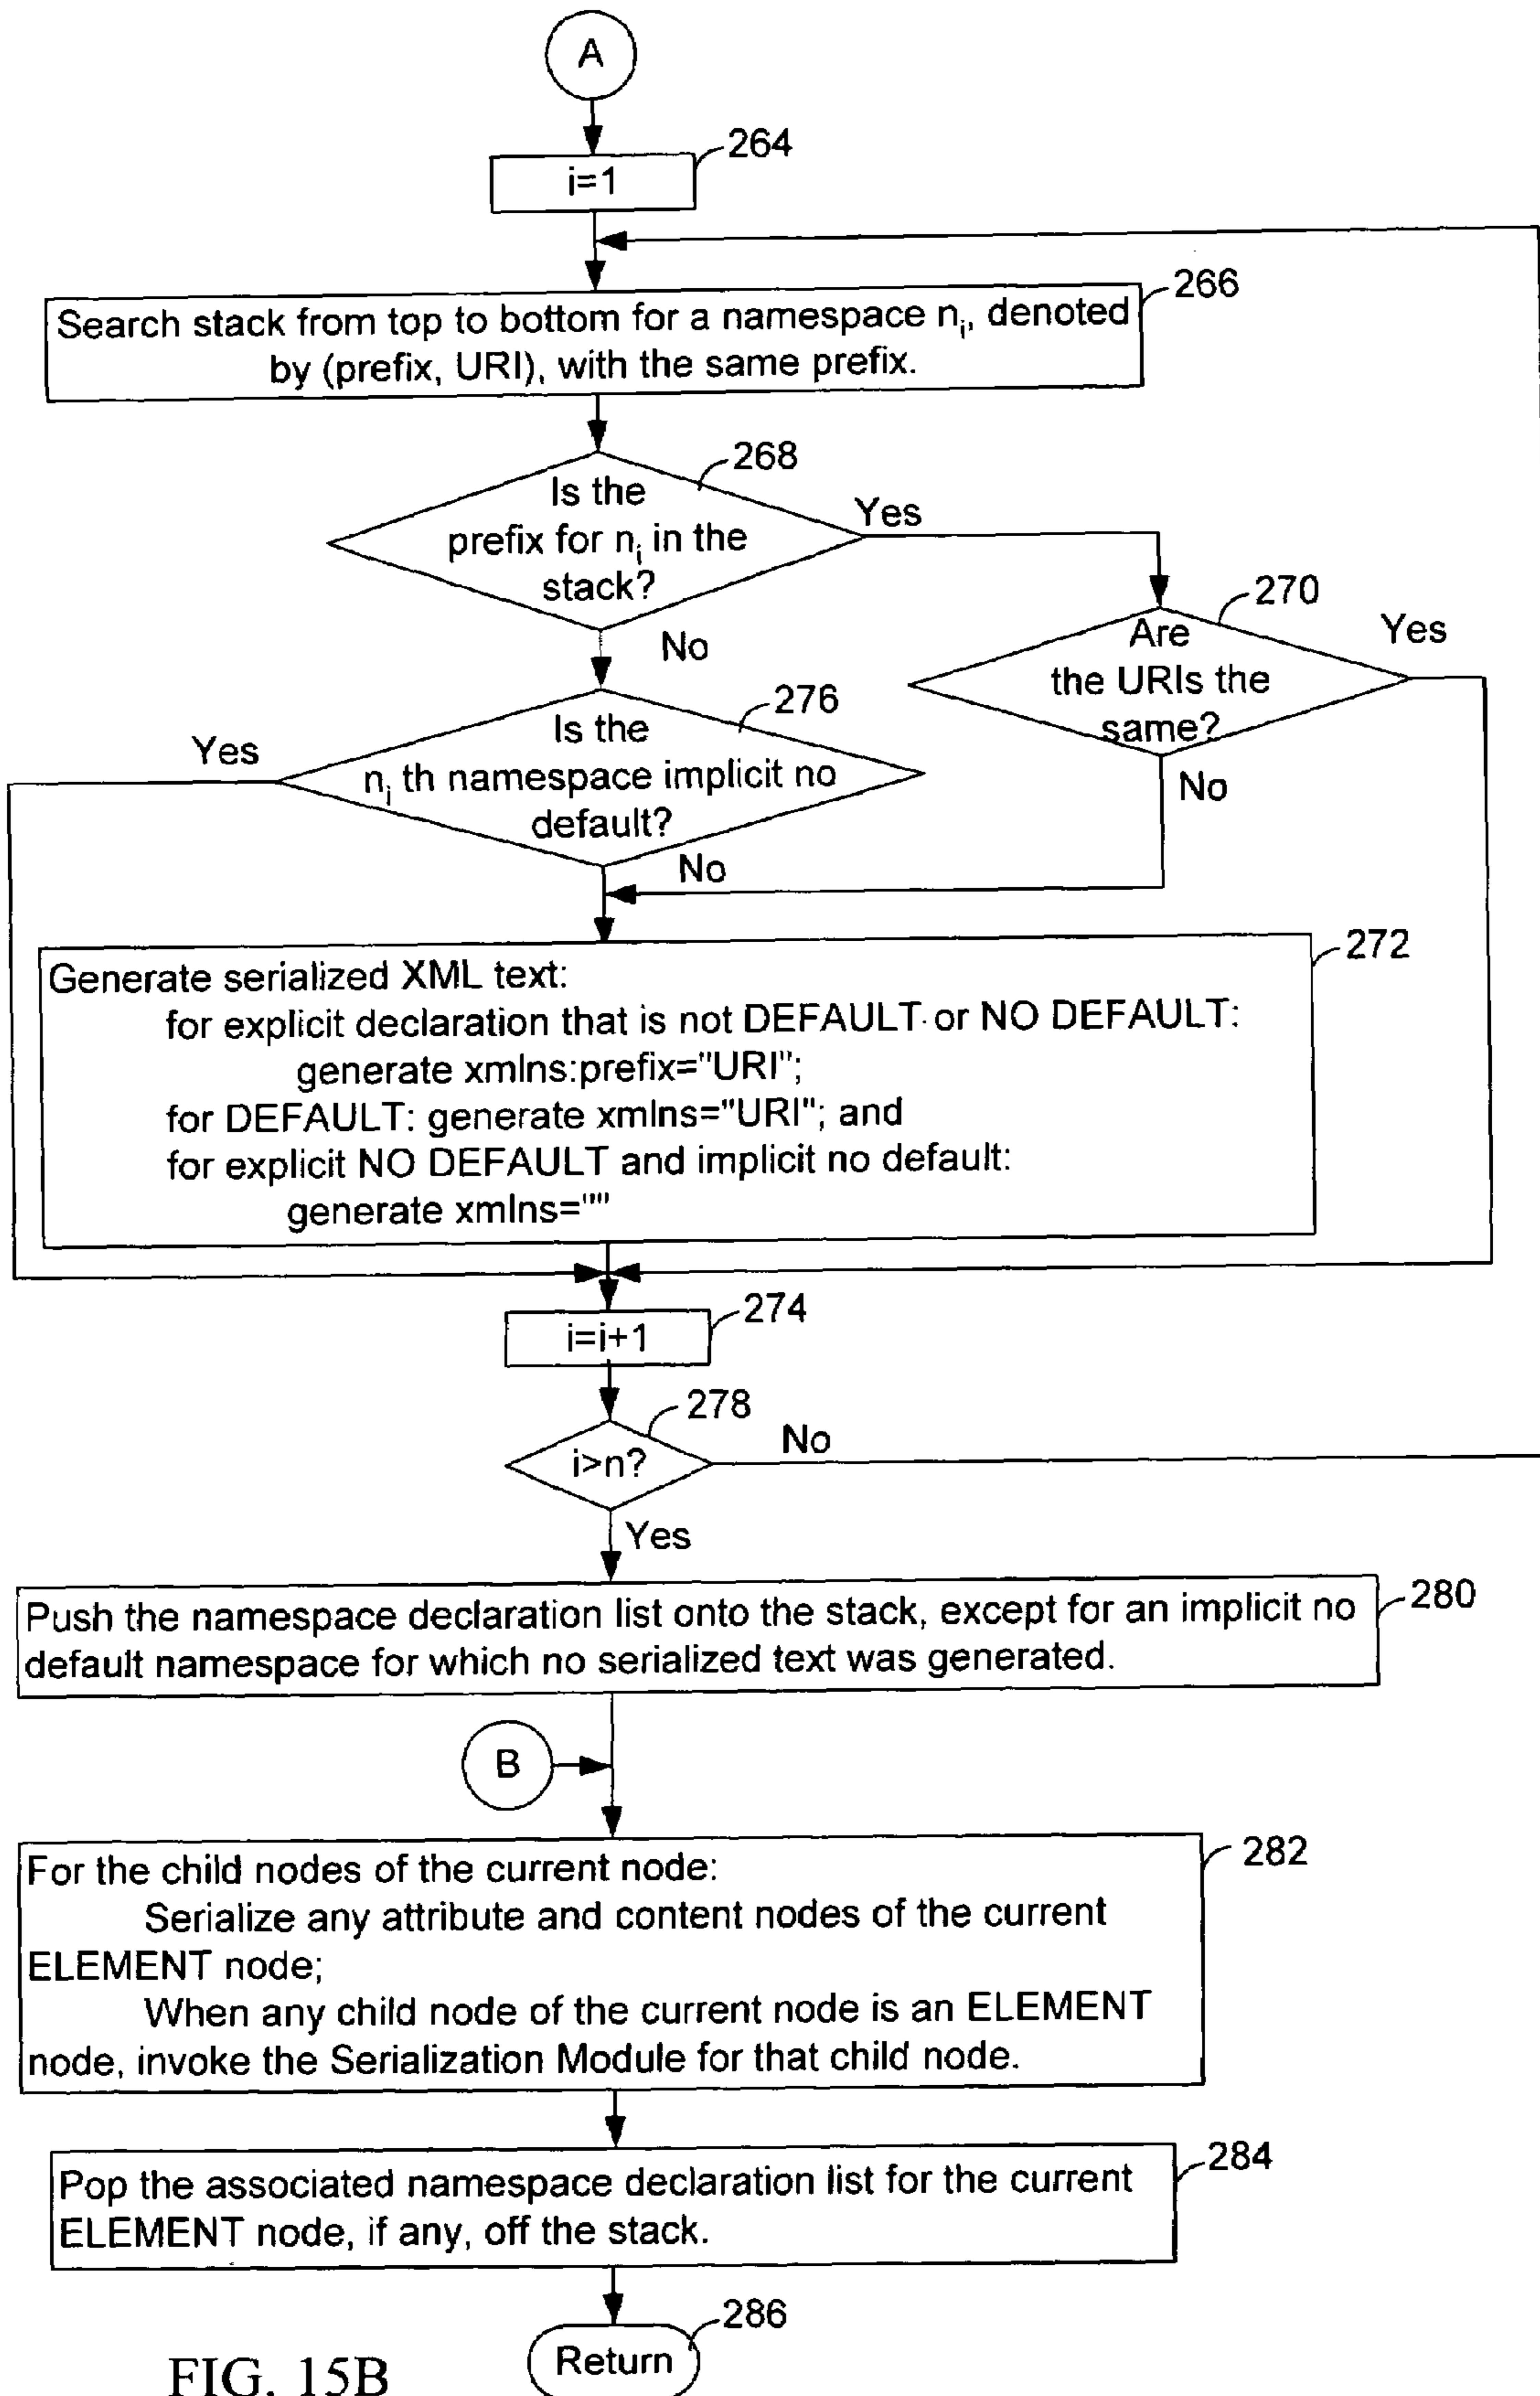 A
264
i=1
266
Search stack from top to bottom for a namespace ni, denoted
by (prefix, URI), with the same prefix.
268
Is the
prefix for ni in the
stack?
Yes
No
270
Are
the URIs the
same?
Yes
No
276
Is the
ni th namespace implicit no
default?
Yes
No
272
Generate serialized XML text:
for explicit declaration that is not DEFAULT or NO DEFAULT:
generate xmlns:prefix="URI";
for DEFAULT: generate xmlns="URI"; and
for explicit NO DEFAULT and implicit no default:
generate xmlns=""
274
i=i+1
278
i>n?
No
Yes
280
Push the namespace declaration list onto the stack, except for an implicit no
default namespace for which no serialized text was generated.
B
282
For the child nodes of the current node:
Serialize any attribute and content nodes of the current
ELEMENT node;
When any child node of the current node is an ELEMENT
node, invoke the Serialization Module for that child node.
284
Pop the associated namespace declaration list for the current
ELEMENT node, if any, off the stack.
286
Return
FIG. 15B